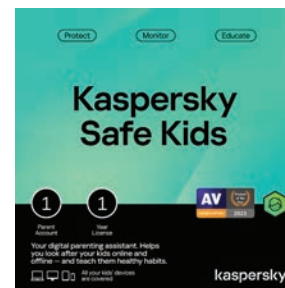 Protect Monitor Educate
Kaspersky
Safe Kids
1 1
Parent Year
Account License
AV
2023
Your digital parenting assistant. Helps
you look after your kids online and
offline – and teach them healthy habits.
All your kids' devices
are covered
kaspersky